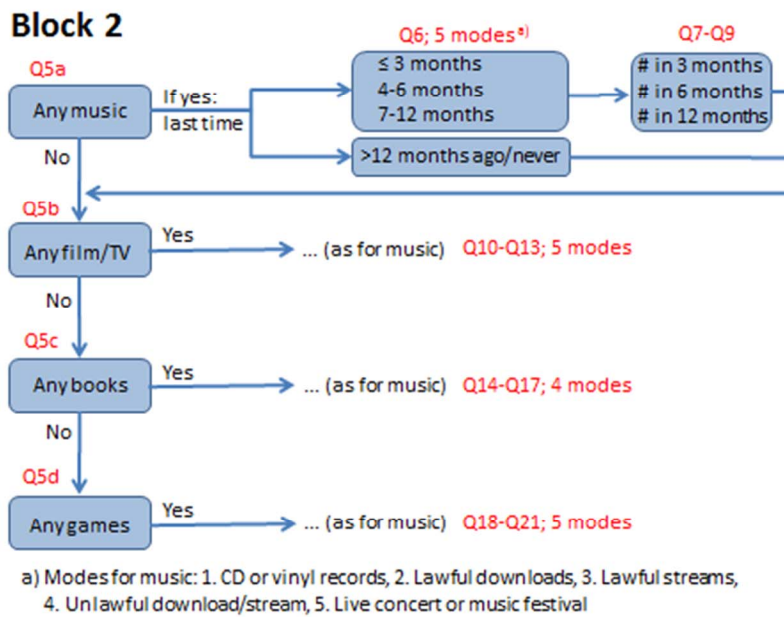 Block 2
Q5a
Any music
If yes:
last time
No
Q6; 5 modes a)
≤ 3 months
4-6 months
7-12 months
>12 months ago/never
Q7-Q9
# in 3 months
# in 6 months
# in 12 months
Q5b
Any film/TV
Yes
... (as for music) Q10-Q13; 5 modes
No
Q5c
Any books
Yes
... (as for music) Q14-Q17; 4 modes
No
Q5d
Any games
Yes
... (as for music) Q18-Q21; 5 modes
a) Modes for music: 1. CD or vinyl records, 2. Lawful downloads, 3. Lawful streams,
4. Unlawful download/stream, 5. Live concert or music festival